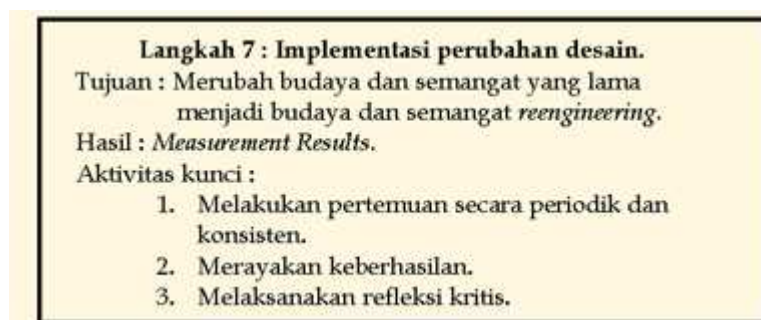 Langkah 7 : Implementasi perubahan desain.
Tujuan : Merubah budaya dan semangat yang lama
menjadi budaya dan semangat reengineering.
Hasil : Measurement Results.
Aktivitas kunci :
1. Melakukan pertemuan secara periodik dan
konsisten.
2. Merayakan keberhasilan.
3. Melaksanakan refleksi kritis.